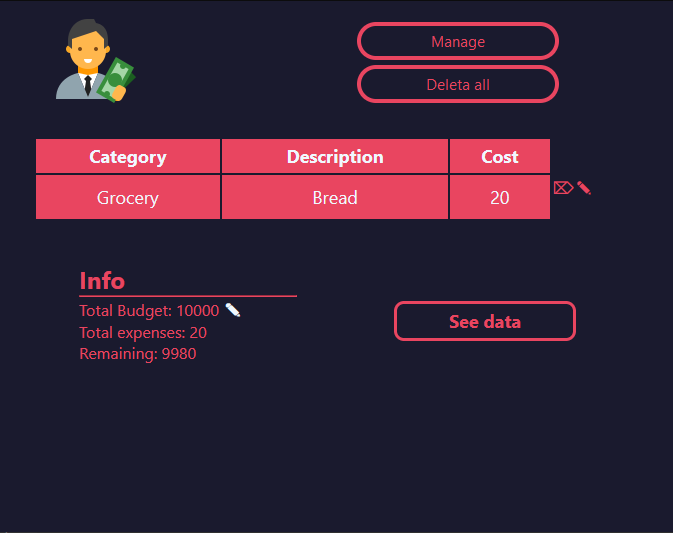 Manage
Deleta all
Category Description Cost
Grocery Bread 20
Info
Total Budget: 10000
Total expenses: 20
Remaining: 9980
See data